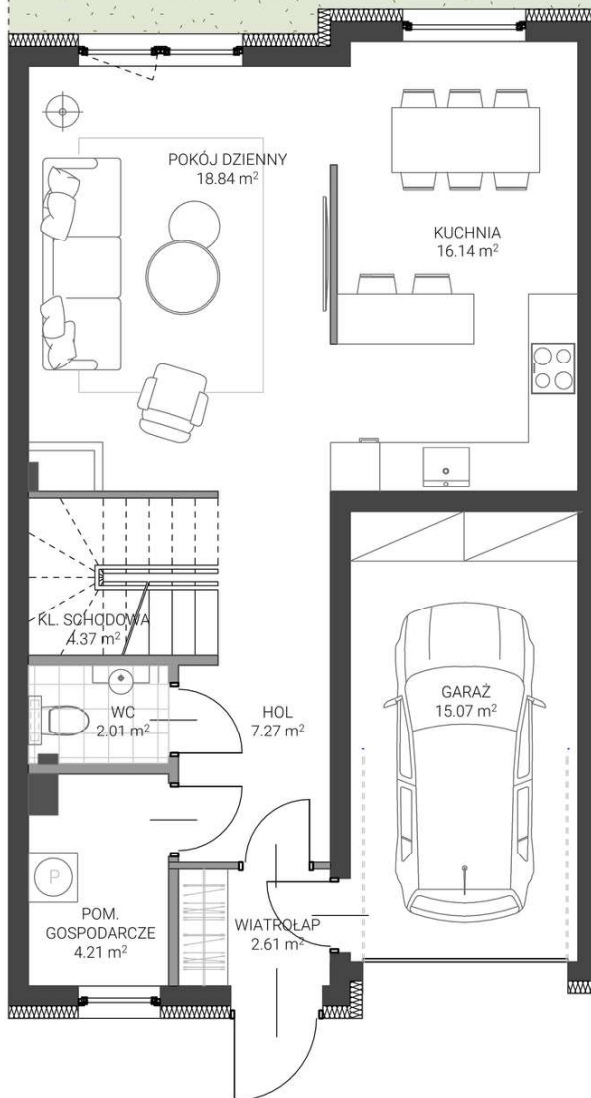 POKÓJ DZIENNY
18.84 m²
KUCHNIA
16.14 m²
KL. SCHODOWA
4.37 m²
WC
2.01 m²
HOL
7.27 m²
GARAŻ
15.07 m²
P
POM.
GOSPODARCZE
4.21 m²
WIATROŁAP
2.61 m²